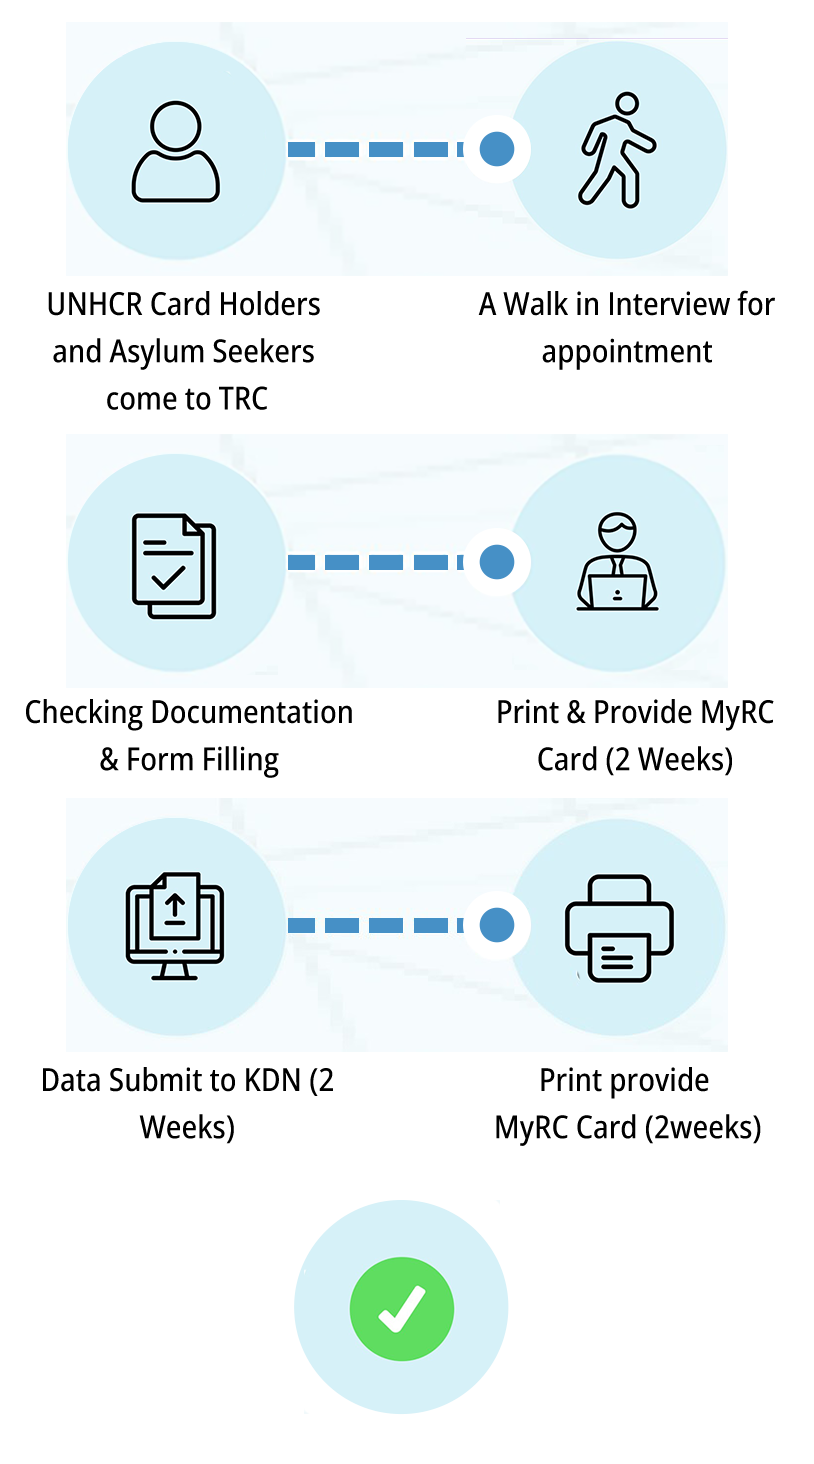 UNHCR Card Holders
and Asylum Seekers
come to TRC
A Walk in Interview for
appointment
Checking Documentation
& Form Filling
Print & Provide MyRC
Card (2 Weeks)
Data Submit to KDN (2
Weeks)
Print provide
MyRC Card (2weeks)